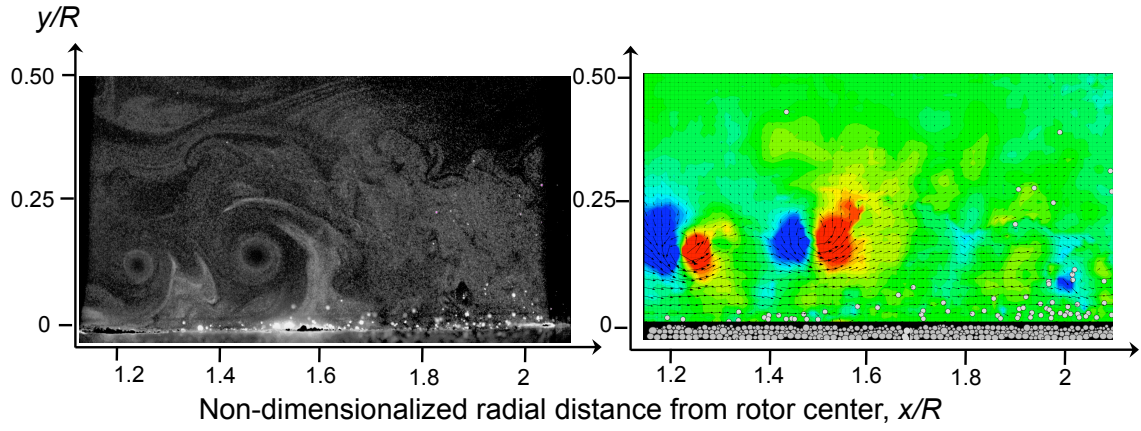 y/R
0.50 0.50
0.25 0.25
0 0
1.2 1.4 1.6 1.8 2 1.2 1.4 1.6 1.8 2
Non-dimensionalized radial distance from rotor center, x/R